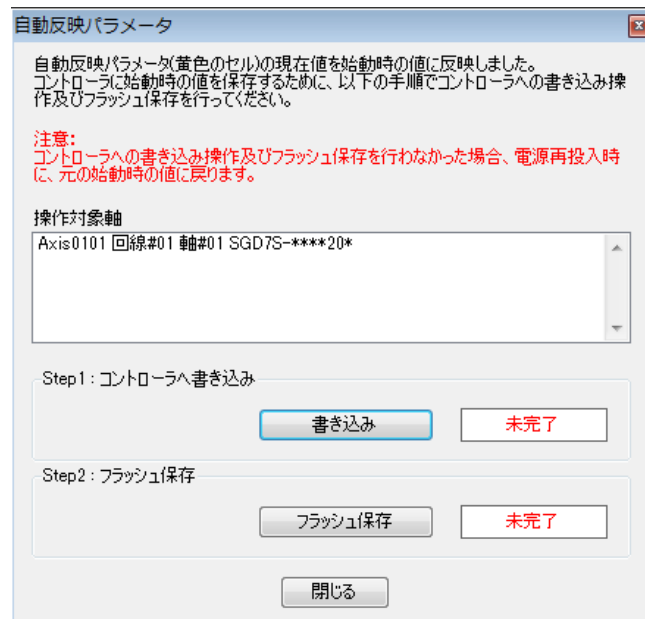 自動反映パラメータ
自動反映パラメータ(黄色のセル)の現在値を始動時の値に反映しました。
コントローラに始動時の値を保存するために、以下の手順でコントローラへの書き込み操
作及びフラッシュ保存を行ってください。
注意:
コントローラへの書き込み操作及びフラッシュ保存を行わなかった場合、電源再投入時
に、元の始動時の値に戻ります。
操作対象軸
Axis0101 回線#01 軸#01 SGD7S-****20*
Step1:コントローラへ書き込み
書き込み
未完了
Step2:フラッシュ保存
フラッシュ保存
未完了
閉じる